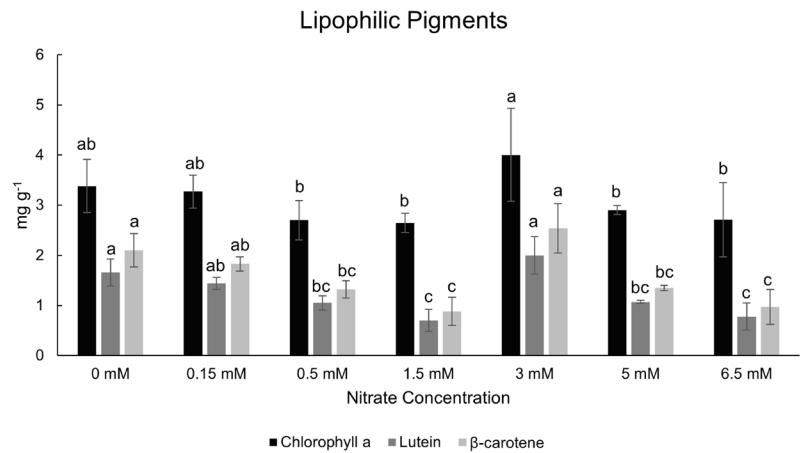 Lipophilic Pigments
6
5
4
3
2
1
0
mg g⁻¹
ab a a
ab ab ab
b bc bc
b c c
a a a
b bc bc
b c c
0 mM 0.15 mM 0.5 mM 1.5 mM 3 mM 5 mM 6.5 mM
Nitrate Concentration
Chlorophyll a Lutein β-carotene